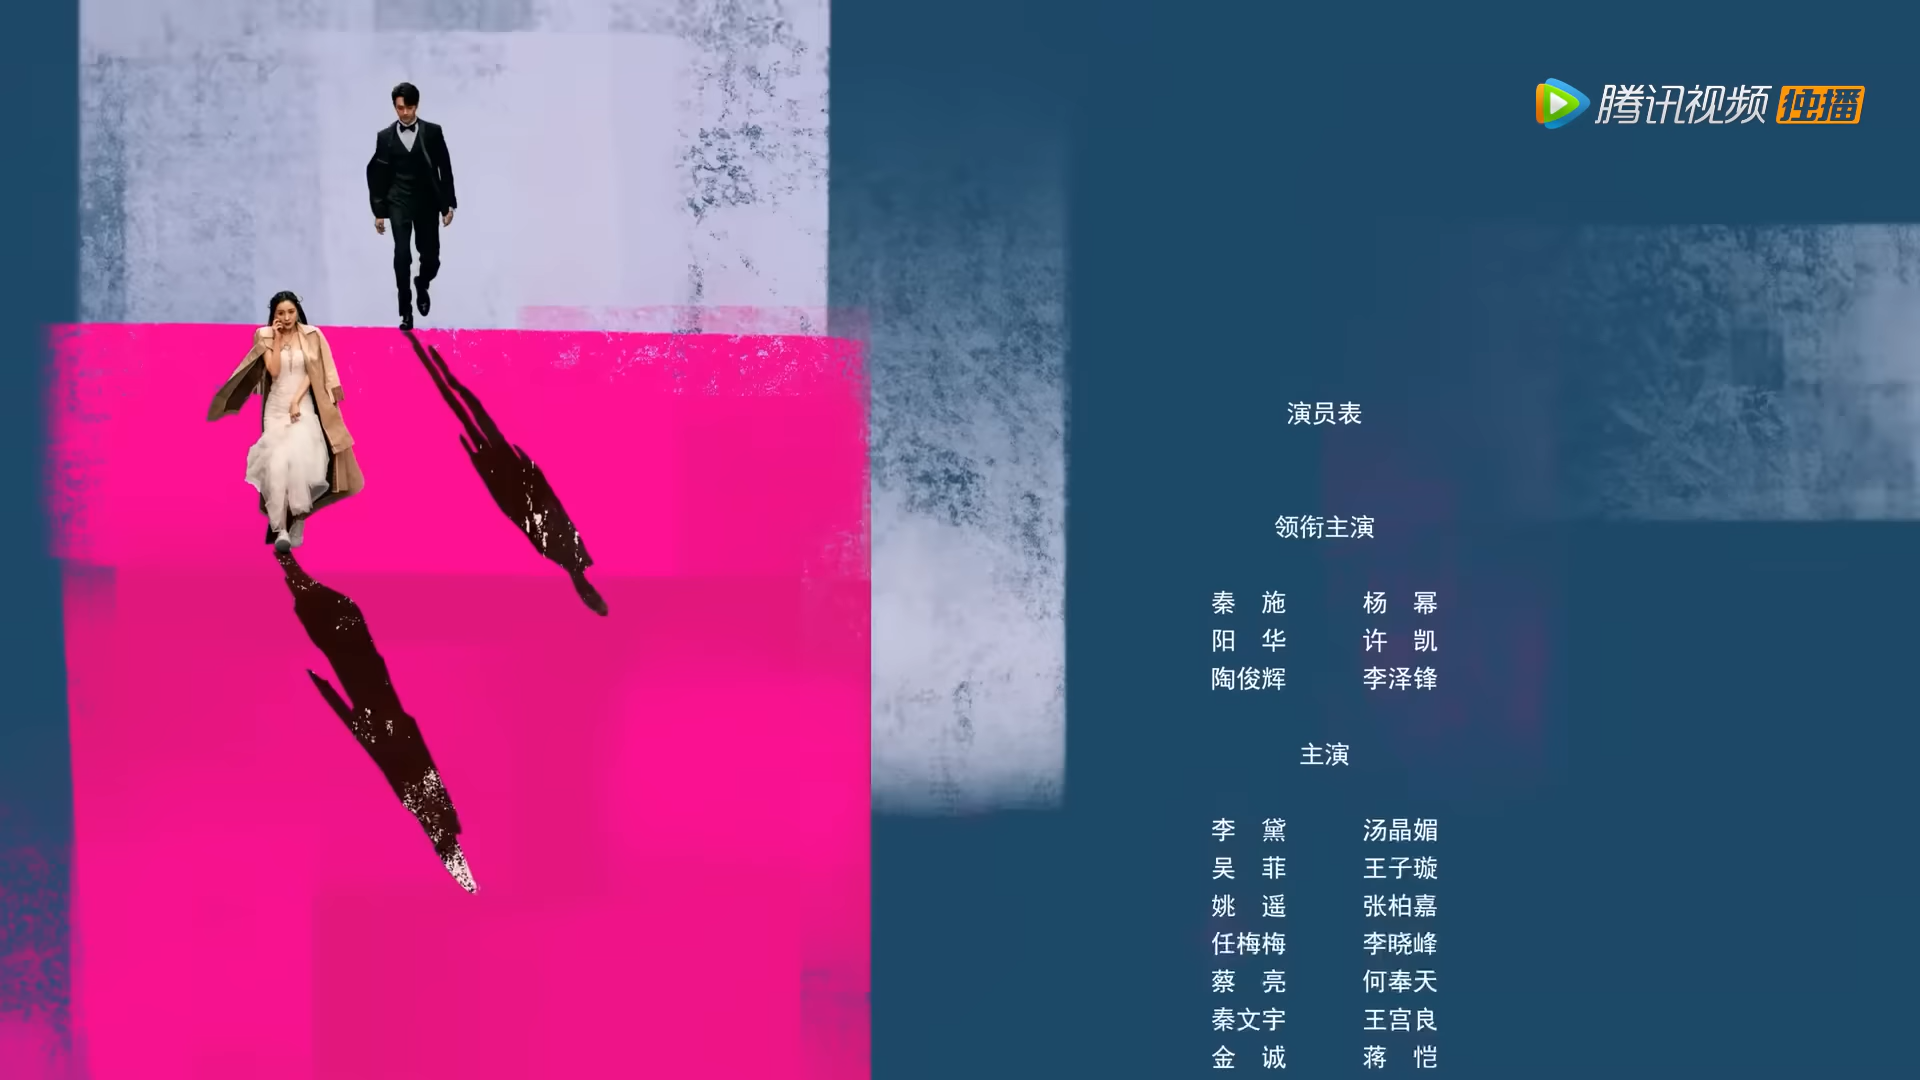 腾讯视频 独播
演员表
领衔主演
秦 施 杨 幂
阳 华 许 凯
陶俊辉 李泽锋
主演
李 黛 汤晶媚
吴 菲 王子璇
姚 遥 张柏嘉
任梅梅 李晓峰
蔡 亮 何奉天
秦文宇 王宫良
金 诚 蒋 恺